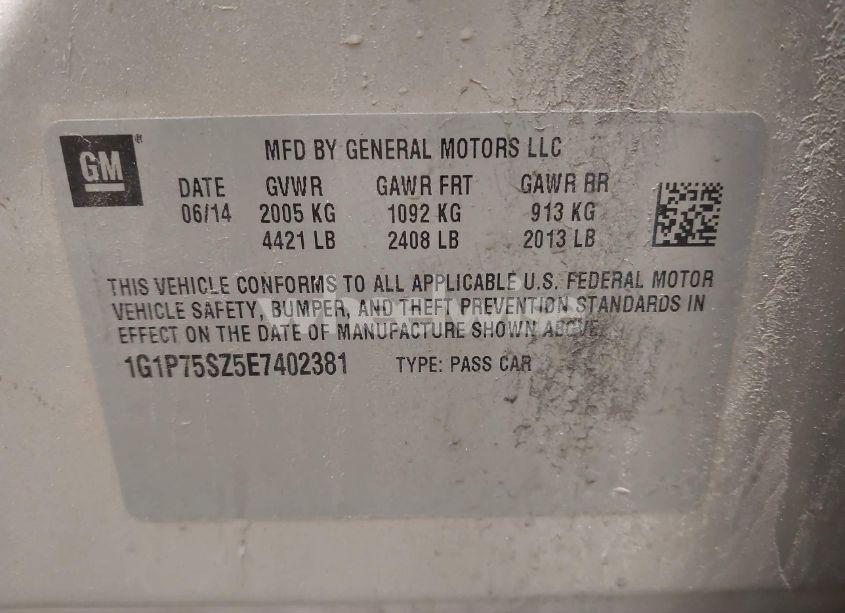 GM
MFD BY GENERAL MOTORS LLC
DATE GVWR GAWR FRT GAWR RR
06/14 2005 KG 1092 KG 913 KG
4421 LB 2408 LB 2013 LB
THIS VEHICLE CONFORMS TO ALL APPLICABLE U.S. FEDERAL MOTOR
VEHICLE SAFETY, BUMPER, AND THEFT PREVENTION STANDARDS IN
EFFECT ON THE DATE OF MANUFACTURE SHOWN ABOVE.
1G1P75SZ5E7402381 TYPE: PASS CAR